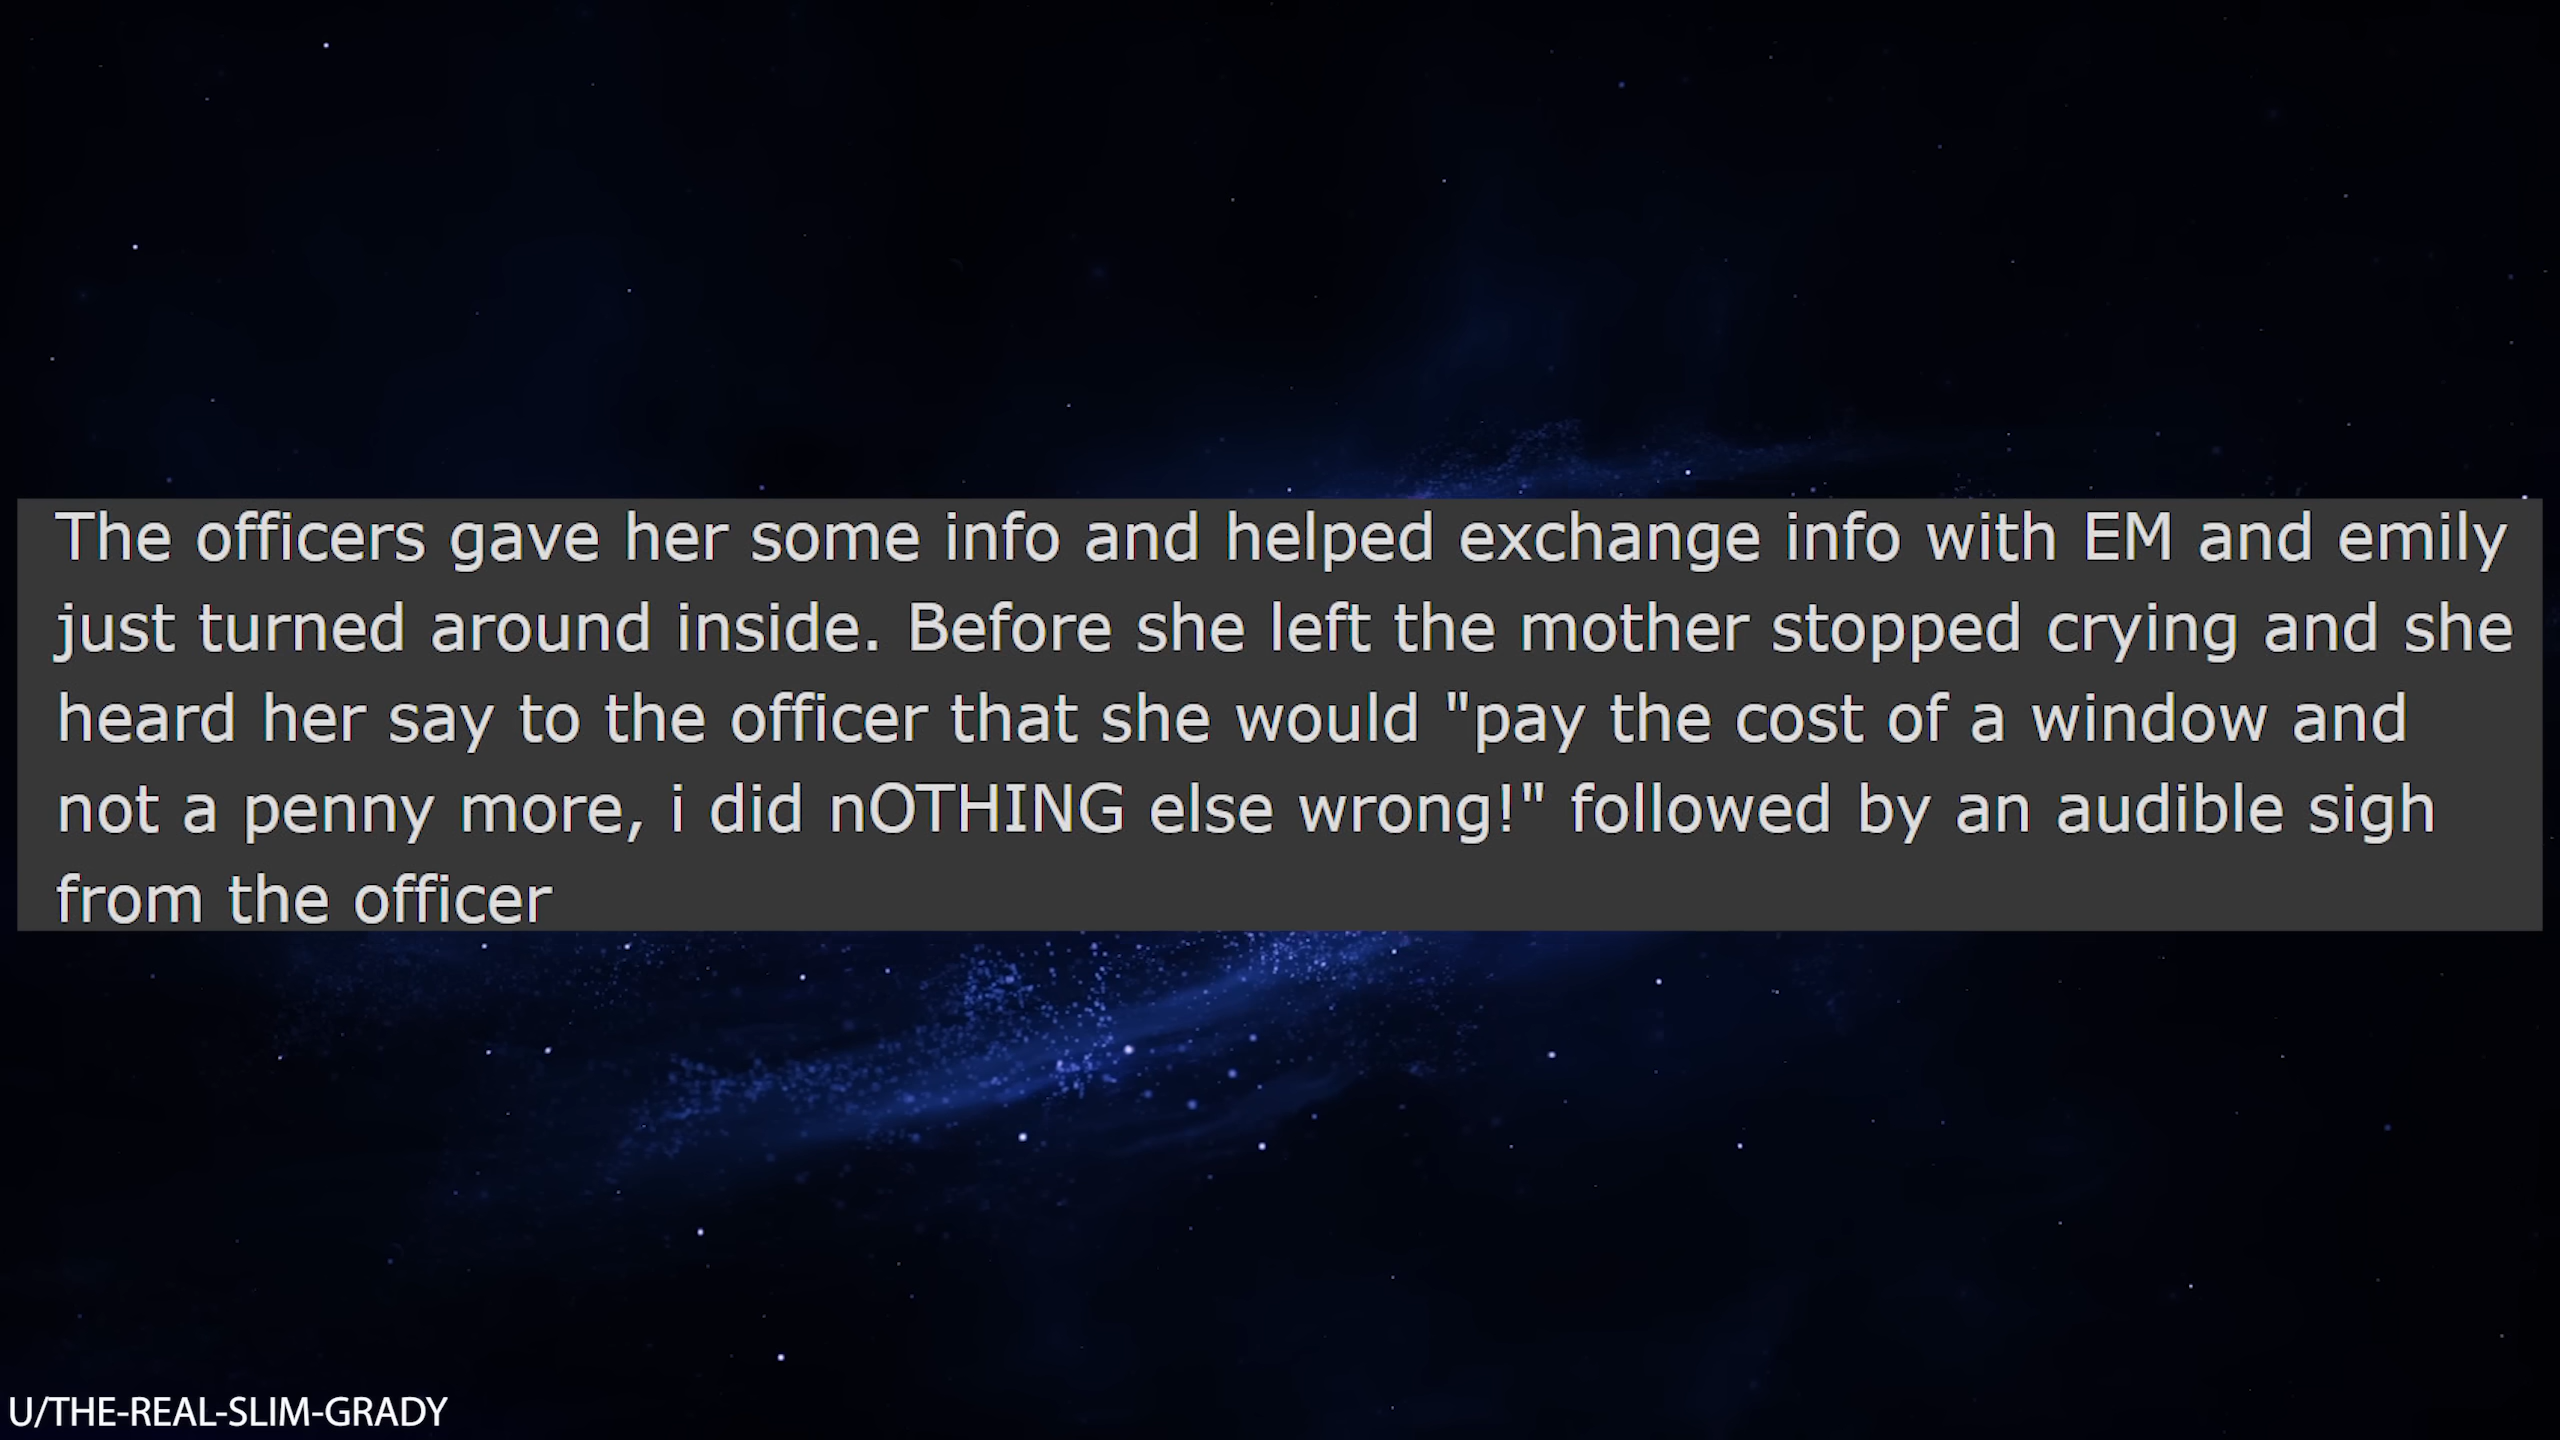 The officers gave her some info and helped exchange info with EM and emily
just turned around inside. Before she left the mother stopped crying and she
heard her say to the officer that she would "pay the cost of a window and
not a penny more, i did nOTHING else wrong!" followed by an audible sigh
from the officer
U/THE-REAL-SLIM-GRADY